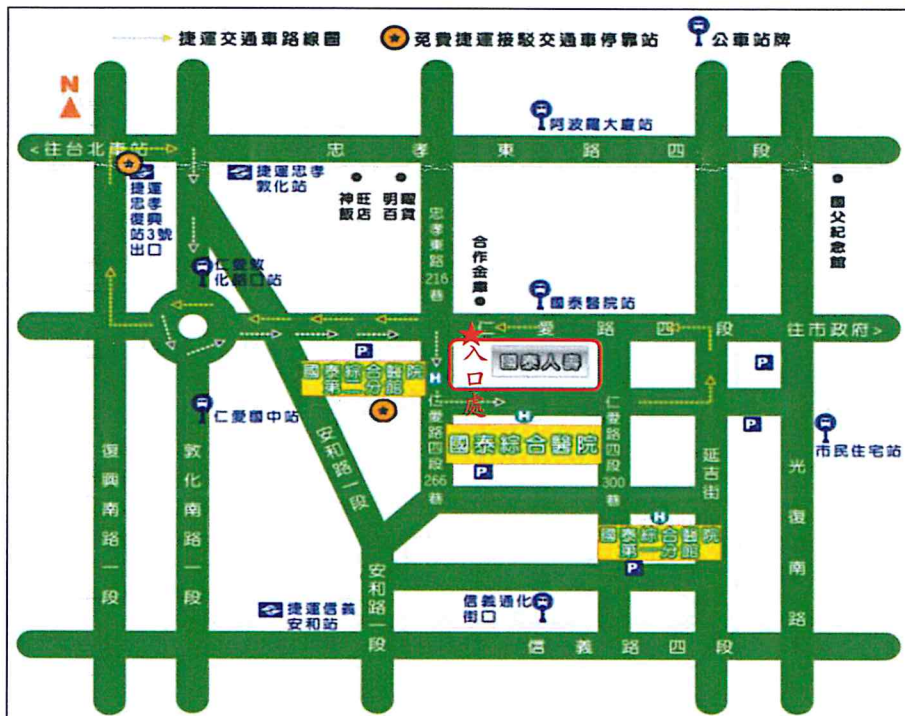 捷運交通車路線圖
免費捷運接駁交通車停靠站
公車站牌
N
阿波羅大廈站
<往台北車站
忠孝東路四段
捷運忠孝
敦化站
捷運
忠孝
復興
站3號
出口
神旺
飯店
明曜
百貨
忠孝東路216巷
合作金庫
國父紀念館
仁愛敦
化路口站
國泰醫院站
仁愛路四段
往市政府>
P
國泰人壽
入口處
國泰綜合醫院
第二分館
H
P
仁愛國中站
H
仁愛路四段266巷
國泰綜合醫院
P
仁愛路四段300巷
P
市民住宅站
復興南路一段
敦化南路一段
安和路一段
延吉街
光復南路
H
國泰綜合醫院
第一分館
P
安和路一段
捷運信義
安和站
信義通化
街口
信義路四段